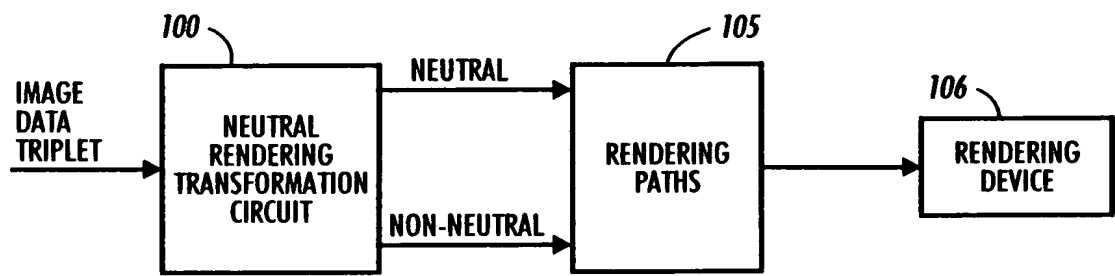 100
105
106
IMAGE
DATA
TRIPLET
NEUTRAL
RENDERING
TRANSFORMATION
CIRCUIT
NEUTRAL
NON-NEUTRAL
RENDERING
PATHS
RENDERING
DEVICE